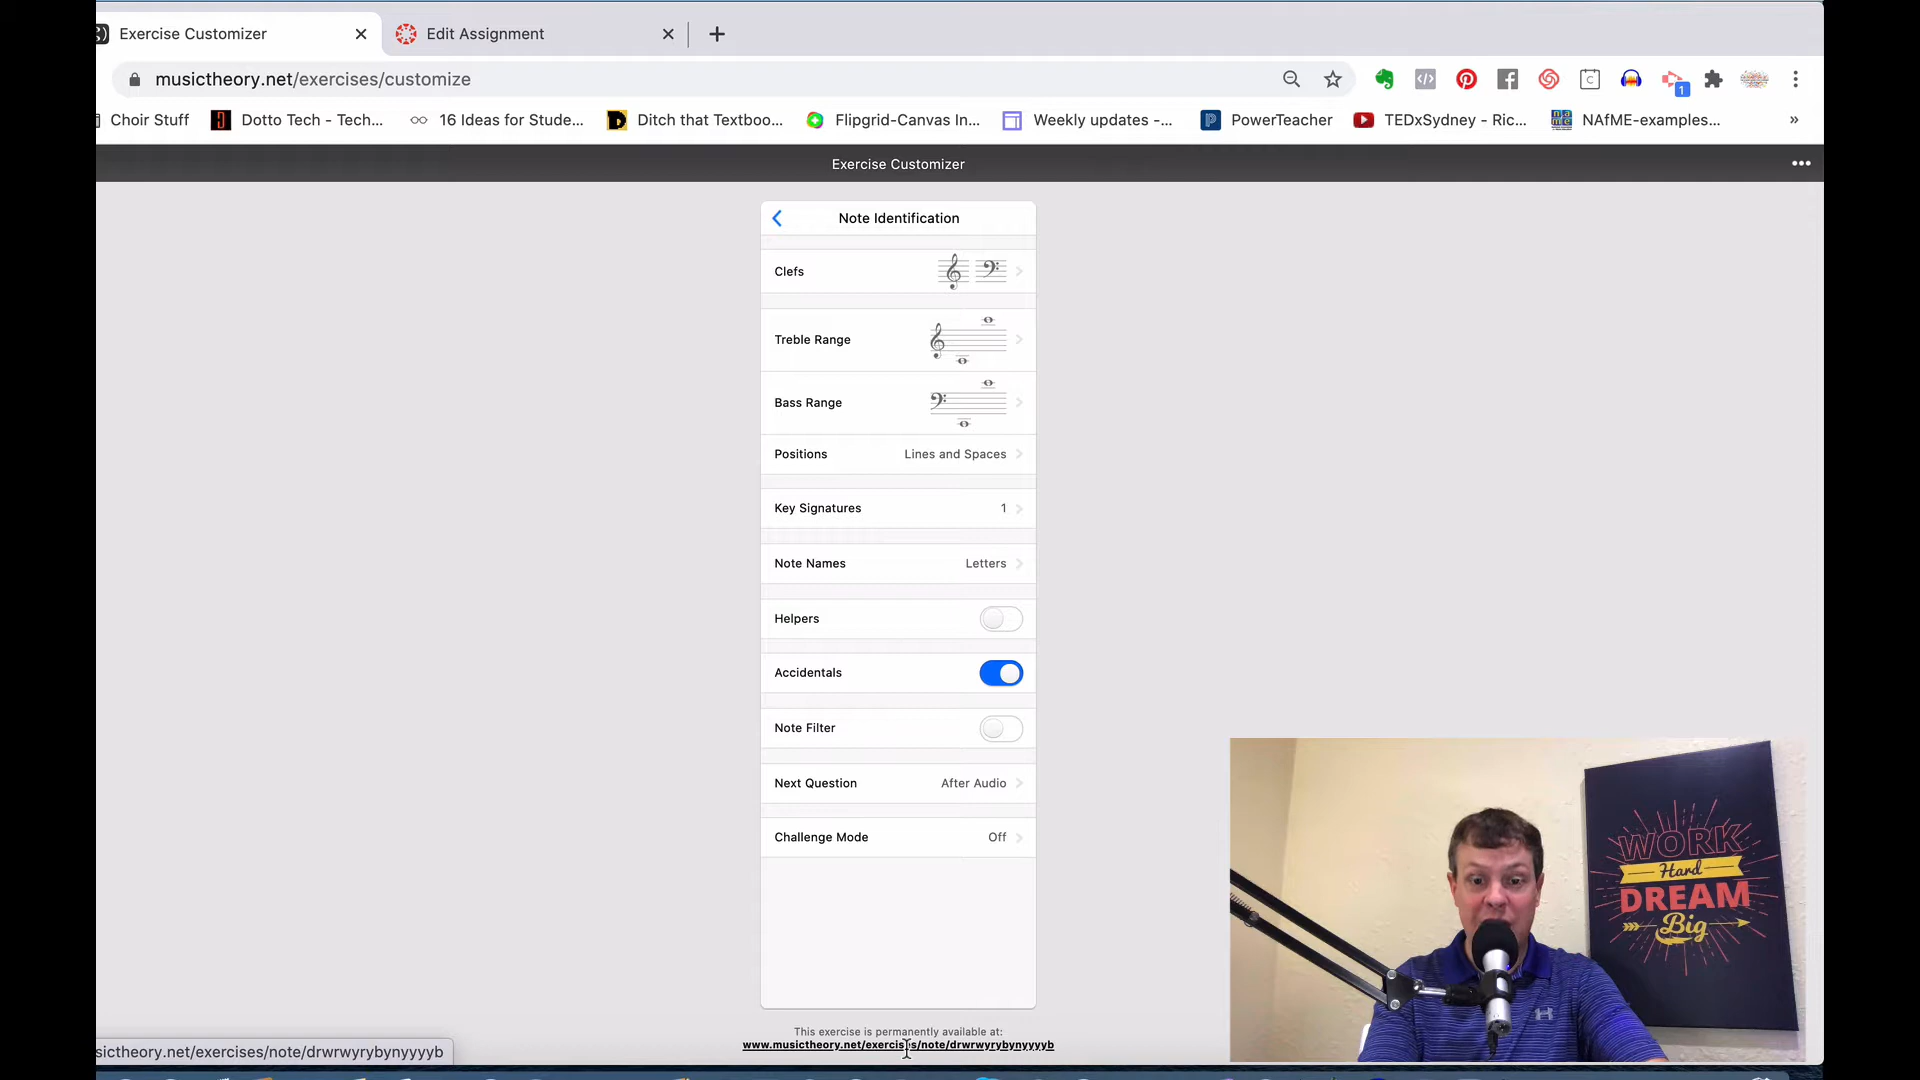 Exercise Customizer
Edit Assignment
musictheory.net/exercises/customize
1
Choir Stuff
Dotto Tech - Tech...
16 Ideas for Stude...
Ditch that Textboo...
Flipgrid-Canvas In...
Weekly updates -...
PowerTeacher
TEDxSydney - Ric...
NAfME-examples...
»
Exercise Customizer
Note Identification
Clefs
Treble Range
Bass Range
Positions Lines and Spaces
Key Signatures 1
Note Names Letters
Helpers
Accidentals
Note Filter
Next Question After Audio
Challenge Mode Off
WORK
Hard
DREAM
Big
This exercise is permanently available at:
www.musictheory.net/exercises/note/drwrwyrybynyyyyb
sictheory.net/exercises/note/drwrwyrybynyyyyb